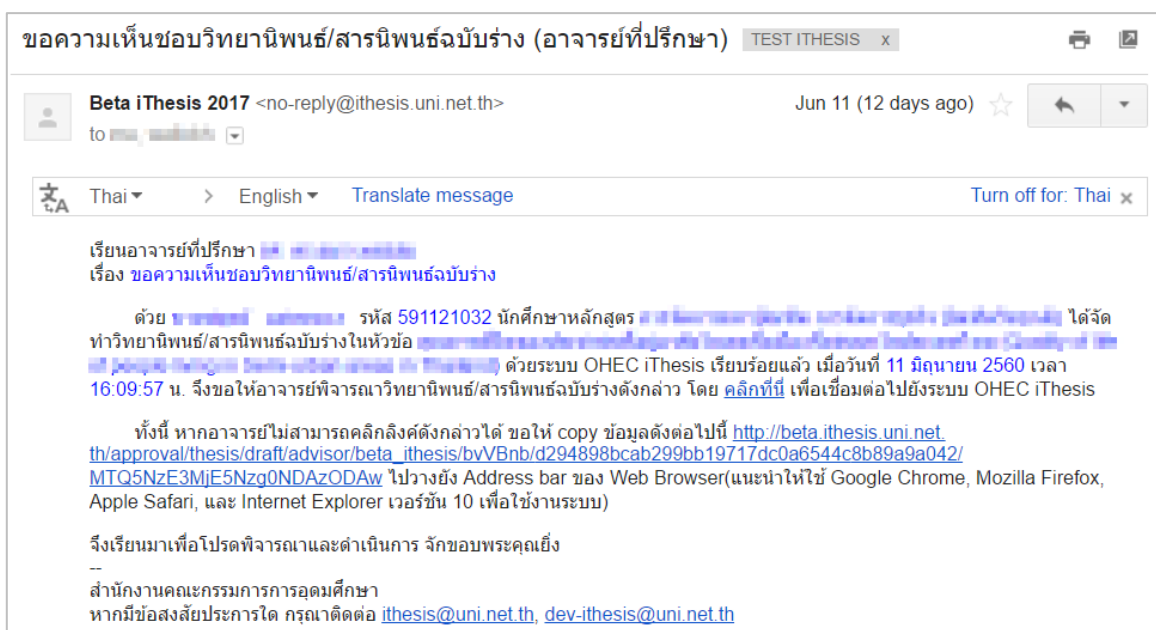 ขอความเห็นชอบวิทยานิพนธ์/สารนิพนธ์ฉบับร่าง (อาจารย์ที่ปรึกษา) TEST ITHESIS x
Beta iThesis 2017 <no-reply@ithesis.uni.net.th> Jun 11 (12 days ago)
to
Thai > English Translate message Turn off for: Thai x
เรียนอาจารย์ที่ปรึกษา
เรื่อง ขอความเห็นชอบวิทยานิพนธ์/สารนิพนธ์ฉบับร่าง
ด้วย รหัส 591121032 นักศึกษาหลักสูตร ได้จัด
ทำวิทยานิพนธ์/สารนิพนธ์ฉบับร่างในหัวข้อ
ด้วยระบบ OHEC iThesis เรียบร้อยแล้ว เมื่อวันที่ 11 มิถุนายน 2560 เวลา
16:09:57 น. จึงขอให้อาจารย์พิจารณาวิทยานิพนธ์/สารนิพนธ์ฉบับร่างดังกล่าว โดย คลิกที่นี่ เพื่อเชื่อมต่อไปยังระบบ OHEC iThesis
ทั้งนี้ หากอาจารย์ไม่สามารถคลิกลิงค์ดังกล่าวได้ ขอให้ copy ข้อมูลดังต่อไปนี้ http://beta.ithesis.uni.net.
th/approval/thesis/draft/advisor/beta_ithesis/bvVBnb/d294898bcab299bb19717dc0a6544c8b89a9a042/
MTQ5NzE3MjE5Nzg0NDAzODAw ไปวางยัง Address bar ของ Web Browser(แนะนำให้ใช้ Google Chrome, Mozilla Firefox,
Apple Safari, และ Internet Explorer เวอร์ชัน 10 เพื่อใช้งานระบบ)
จึงเรียนมาเพื่อโปรดพิจารณาและดำเนินการ จักขอบพระคุณยิ่ง
--
สำนักงานคณะกรรมการการอุดมศึกษา
หากมีข้อสงสัยประการใด กรุณาติดต่อ ithesis@uni.net.th, dev-ithesis@uni.net.th